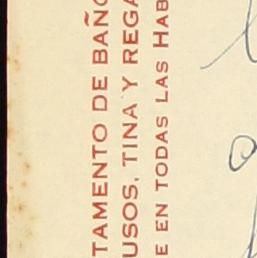 TAMENTO DE BAÑO
USOS, TINA Y REGA
E EN TODAS LAS HAB